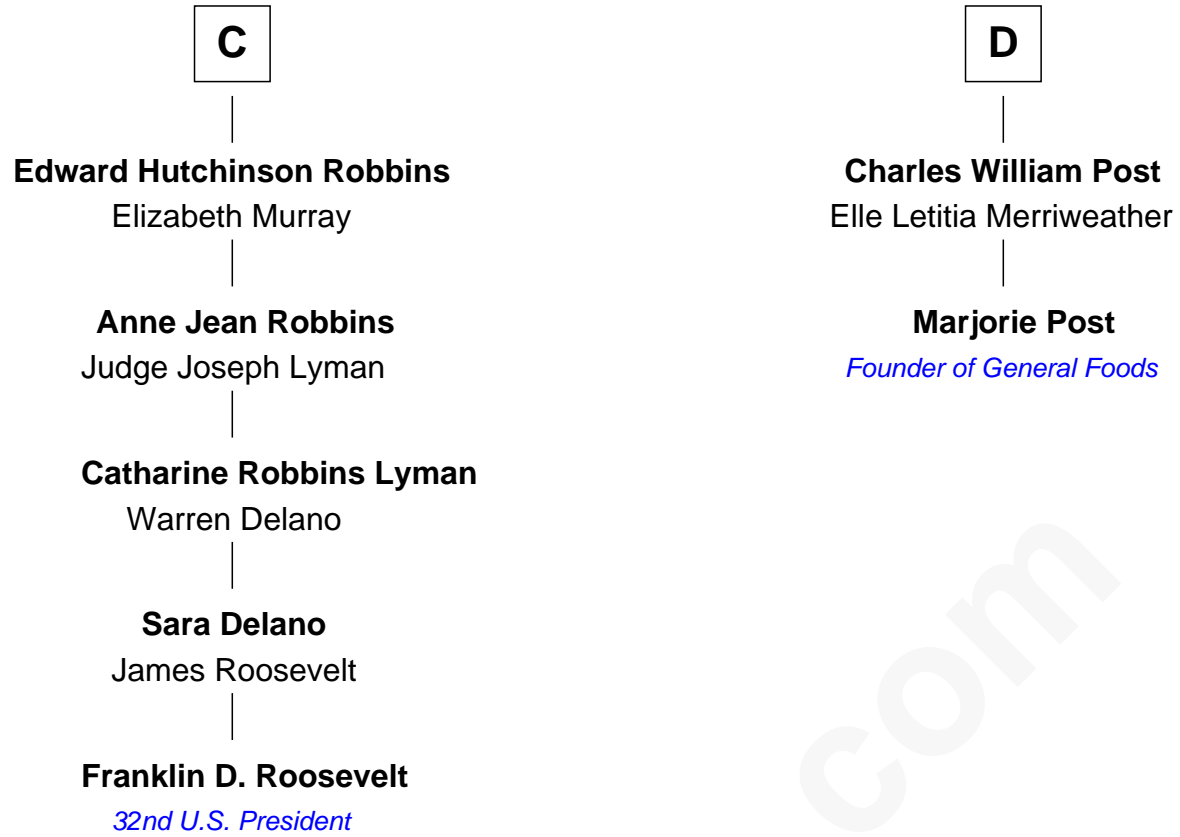 C
Edward Hutchinson Robbins
Elizabeth Murray
Anne Jean Robbins
Judge Joseph Lyman
Catharine Robbins Lyman
Warren Delano
Sara Delano
James Roosevelt
Franklin D. Roosevelt
32nd U.S. President
D
Charles William Post
Elle Letitia Merriweather
Marjorie Post
Founder of General Foods
com